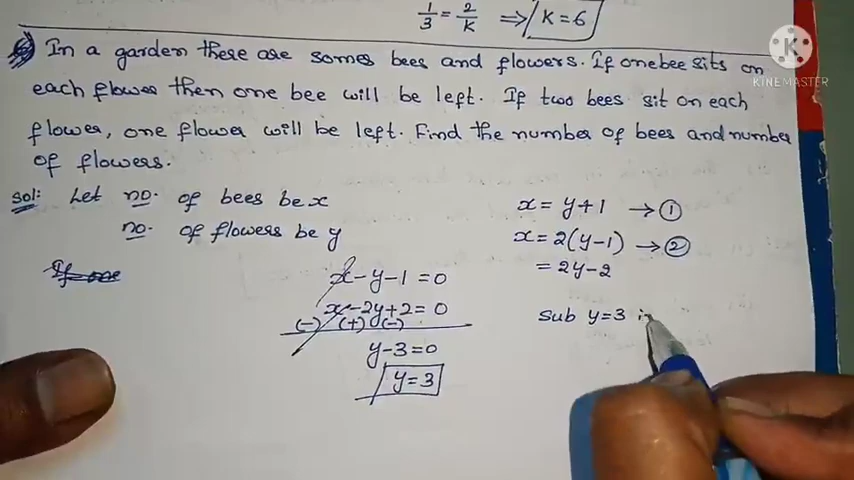 1/3 = 2/K ⇒ K = 6
KINEMASTER
In a garden there are somes bees and flowers. If one bee sits on
each flower then one bee will be left. If two bees sit on each
flower, one flower will be left. Find the number of bees and number
of flowers.
Sol: Let no. of bees be x
no. of flowers be y
If one
x - y - 1 = 0
x - 2y + 2 = 0
(-) (+) (-)
y - 3 = 0
y = 3
x = y + 1 → ①
x = 2(y - 1) → ②
= 2y - 2
Sub y = 3